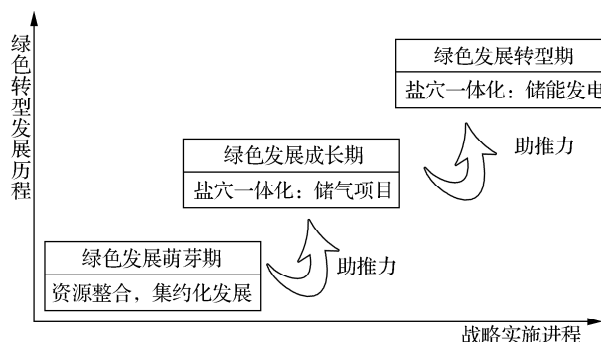 绿色转型发展历程
绿色发展转型期
盐穴一体化：储能发电
助推力
绿色发展成长期
盐穴一体化：储气项目
助推力
绿色发展萌芽期
资源整合，集约化发展
战略实施进程